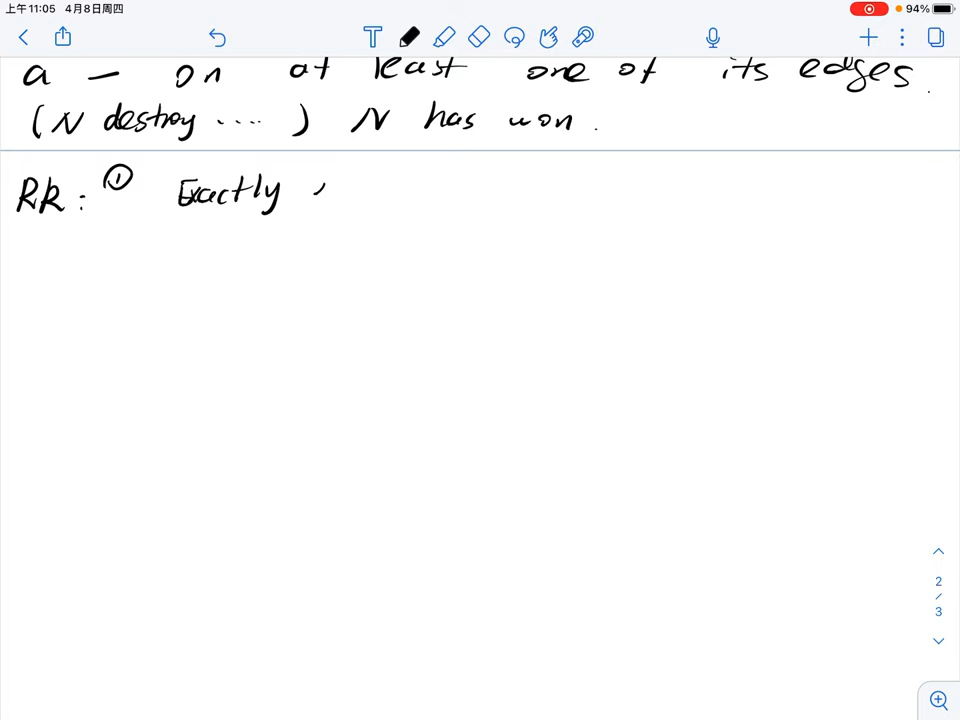 上午11:05 4月8日周四
94%
a — on at least one of its edges.
(N destroy ....) N has won.
RR: ① Exactly
2
/
3